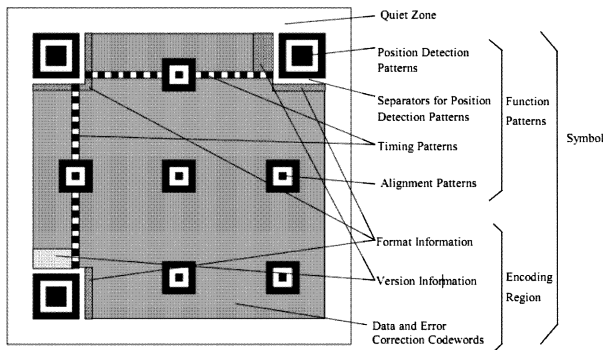 Quiet Zone
Position Detection
Patterns
Separators for Position
Detection Patterns
Function
Patterns
Symbol
Timing Patterns
Alignment Patterns
Format Information
Version Information
Encoding
Region
Data and Error
Correction Codewords